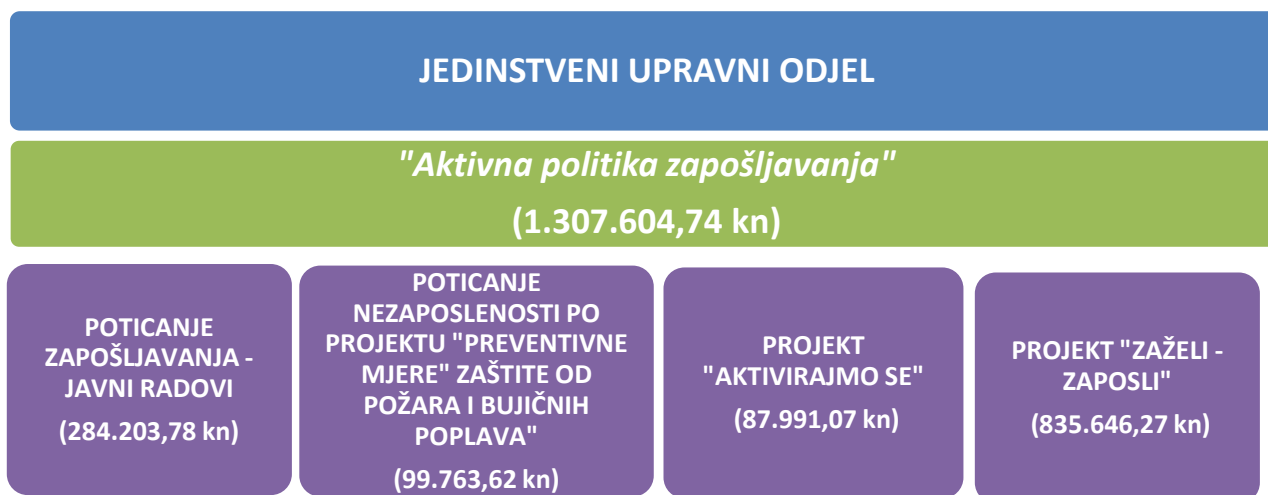 JEDINSTVENI UPRAVNI ODJEL
"Aktivna politika zapošljavanja"
(1.307.604,74 kn)
POTICANJE
ZAPOŠLJAVANJA -
JAVNI RADOVI
(284.203,78 kn)
POTICANJE
NEZAPOSLENOSTI PO
PROJEKTU "PREVENTIVNE
MJERE" ZAŠTITE OD
POŽARA I BUJIČNIH
POPLAVA"
(99.763,62 kn)
PROJEKT
"AKTIVIRAJMO SE"
(87.991,07 kn)
PROJEKT "ZAŽELI -
ZAPOSLI"
(835.646,27 kn)